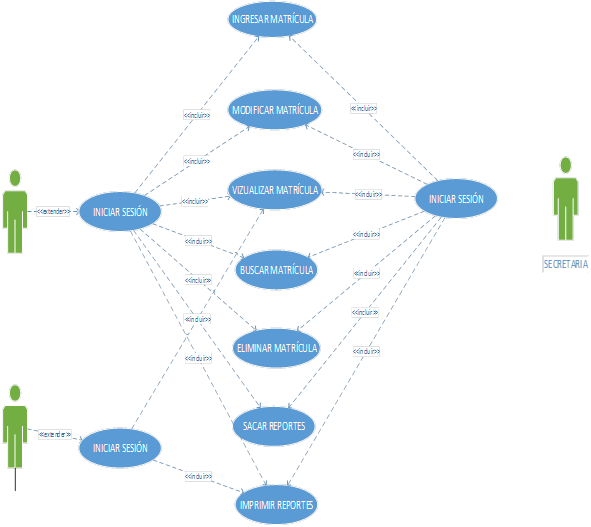 INGRESAR MATRÍCULA
<<incluir>>
<<incluir>>
MODIFICAR MATRÍCULA
<<incluir>>
<<incluir>>
VIZUALIZAR MATRÍCULA
<<incluir>>
<<incluir>>
INICIAR SESIÓN
<<extender>>
INICIAR SESIÓN
<<incluir>>
<<incluir>>
SECRETARIA
BUSCAR MATRÍCULA
<<incluir>>
<<incluir>>
<<incluir>>
<<incluir>>
ELIMINAR MATRÍCULA
<<incluir>>
<<incluir>>
SACAR REPORTES
<<extender>>
INICIAR SESIÓN
<<incluir>>
IMPRIMIR REPORTES